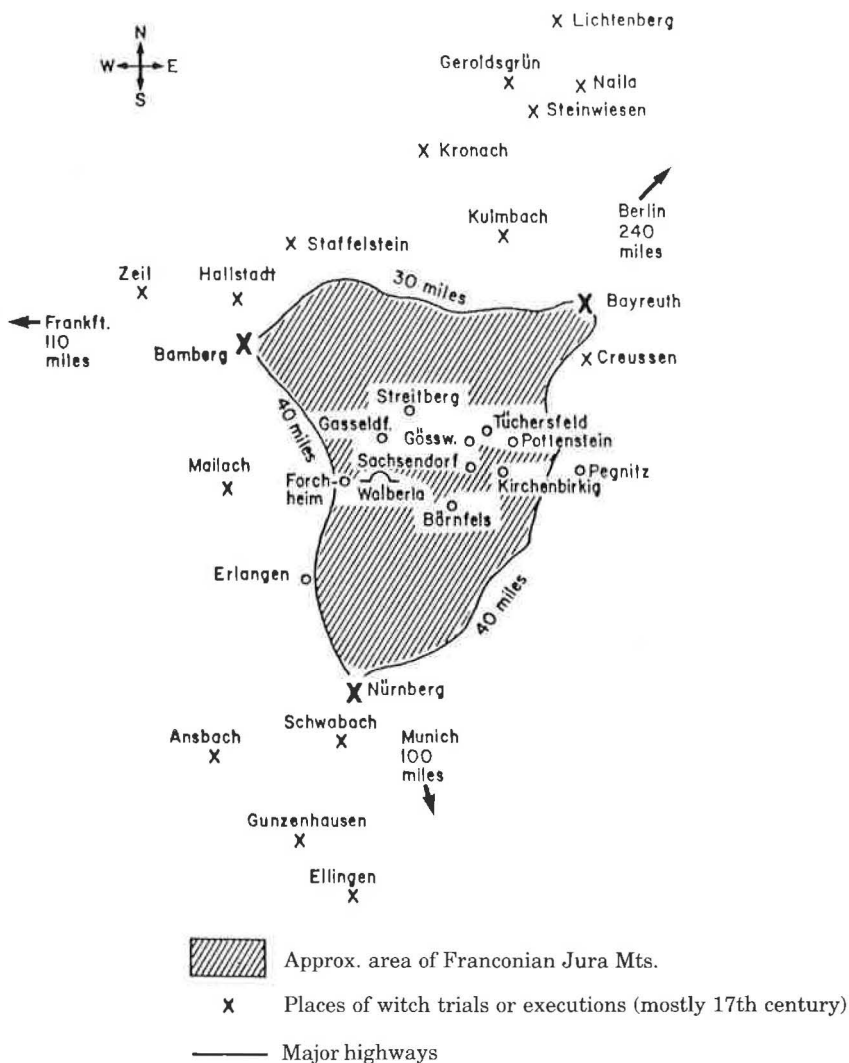 Lichtenberg
N
W E
S
Geroldsgrün
Naila
Steinwiesen
Kronach
Berlin
240
miles
Kulmbach
Staffelstein
Zeil
Hallstadt
30 miles
Bayreuth
Frankft.
110
miles
Bamberg
Creussen
Streitberg
40 miles
Tüchersfeld
Gasseldf.
Gössw.
Pottenstein
Sachsendorf
Mailach
Pegnitz
Forch-
heim
Walberla
Kirchenbirkig
Bärnfels
Erlangen
40 miles
Nürnberg
Schwabach
Ansbach
Munich
100
miles
Gunzenhausen
Ellingen
Approx. area of Franconian Jura Mts.
X Places of witch trials or executions (mostly 17th century)
Major highways